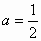 a = 1/2